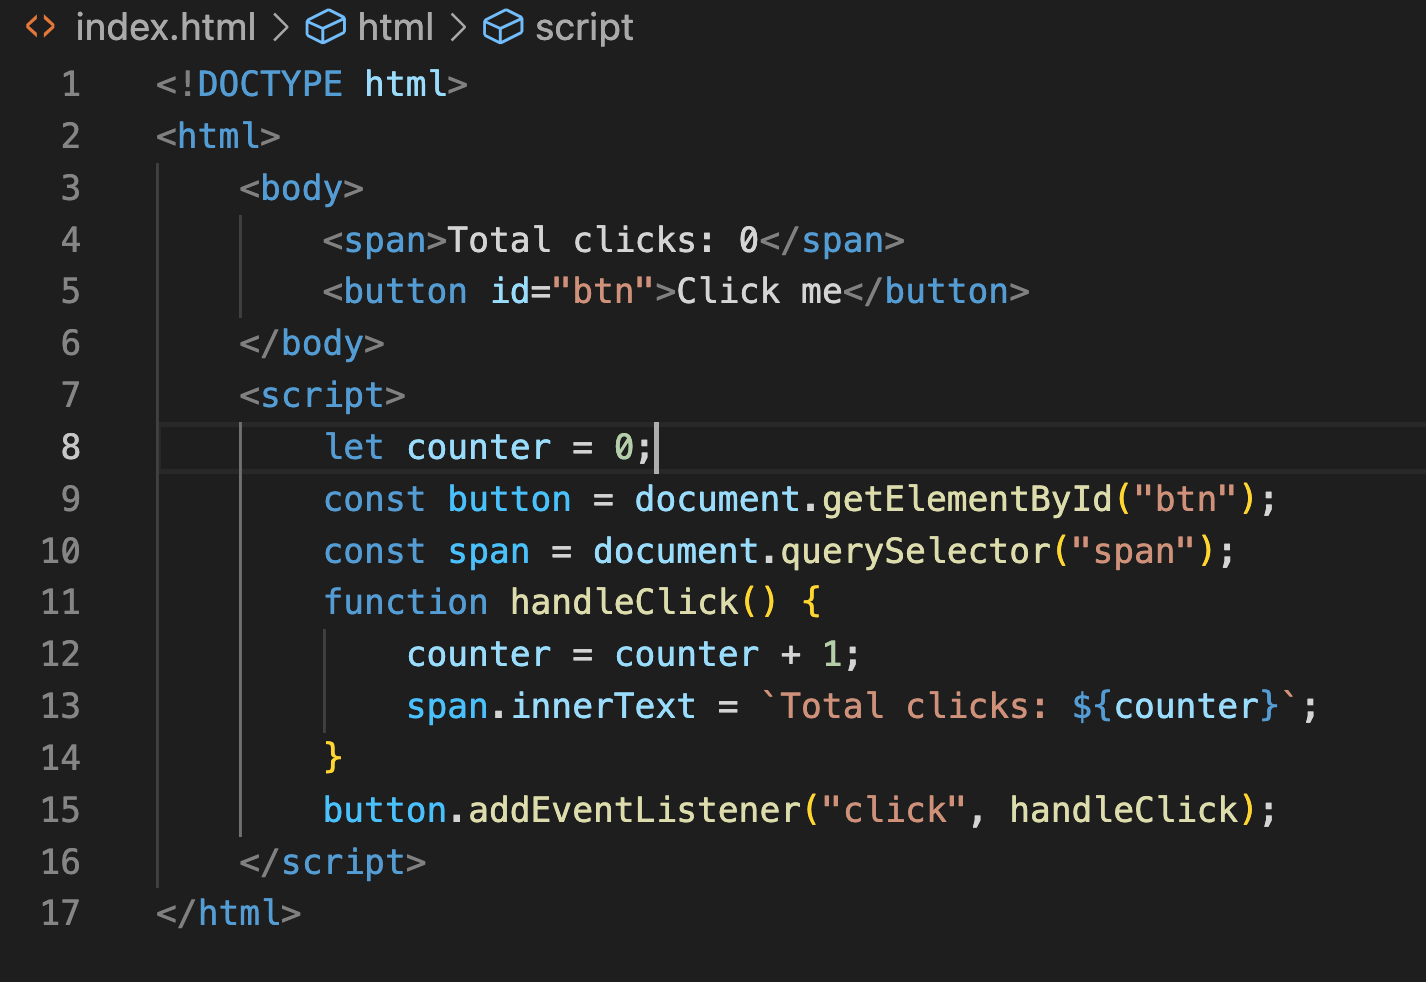 index.html > html > script
1 <!DOCTYPE html>
2 <html>
3     <body>
4         <span>Total clicks: 0</span>
5         <button id="btn">Click me</button>
6     </body>
7     <script>
8         let counter = 0;
9         const button = document.getElementById("btn");
10         const span = document.querySelector("span");
11         function handleClick() {
12             counter = counter + 1;
13             span.innerText = `Total clicks: ${counter}`;
14         }
15         button.addEventListener("click", handleClick);
16     </script>
17 </html>